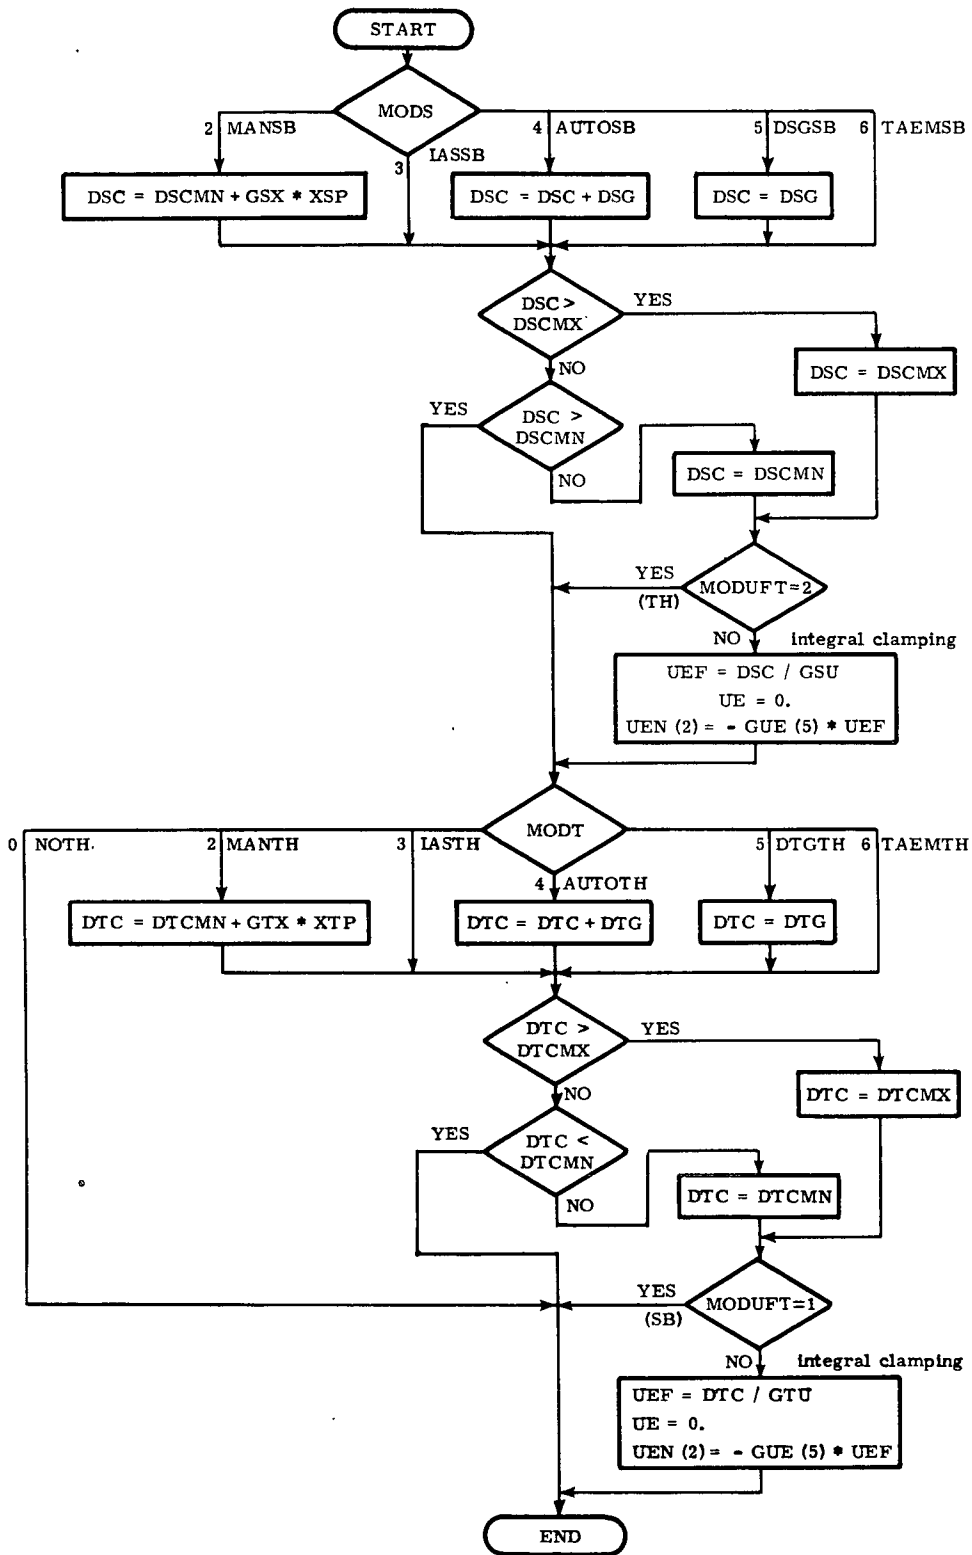 START
MODS
2 MANSB
3 IASSB
4 AUTOSB
5 DSGSB
6 TAEMSB
DSC = DSCMN + GSX * XSP
DSC = DSC + DSG
DSC = DSG
DSC >
DSCMX
YES
NO
DSC = DSCMX
YES
DSC >
DSCMN
NO
DSC = DSCMN
YES
(TH)
MODUFT=2
NO
integral clamping
UEF = DSC / GSU
UE = 0.
UEN (2) = - GUE (5) * UEF
MODT
0 NOTH
2 MANTH
3 IASTH
4 AUTOTH
5 DTGTH
6 TAEMTH
DTC = DTCMN + GTX * XTP
DTC = DTC + DTG
DTC = DTG
DTC >
DTCMX
YES
NO
DTC = DTCMX
YES
DTC <
DTCMN
NO
DTC = DTCMN
YES
(SB)
MODUFT=1
NO
integral clamping
UEF = DTC / GTU
UE = 0.
UEN (2) = - GUE (5) * UEF
END